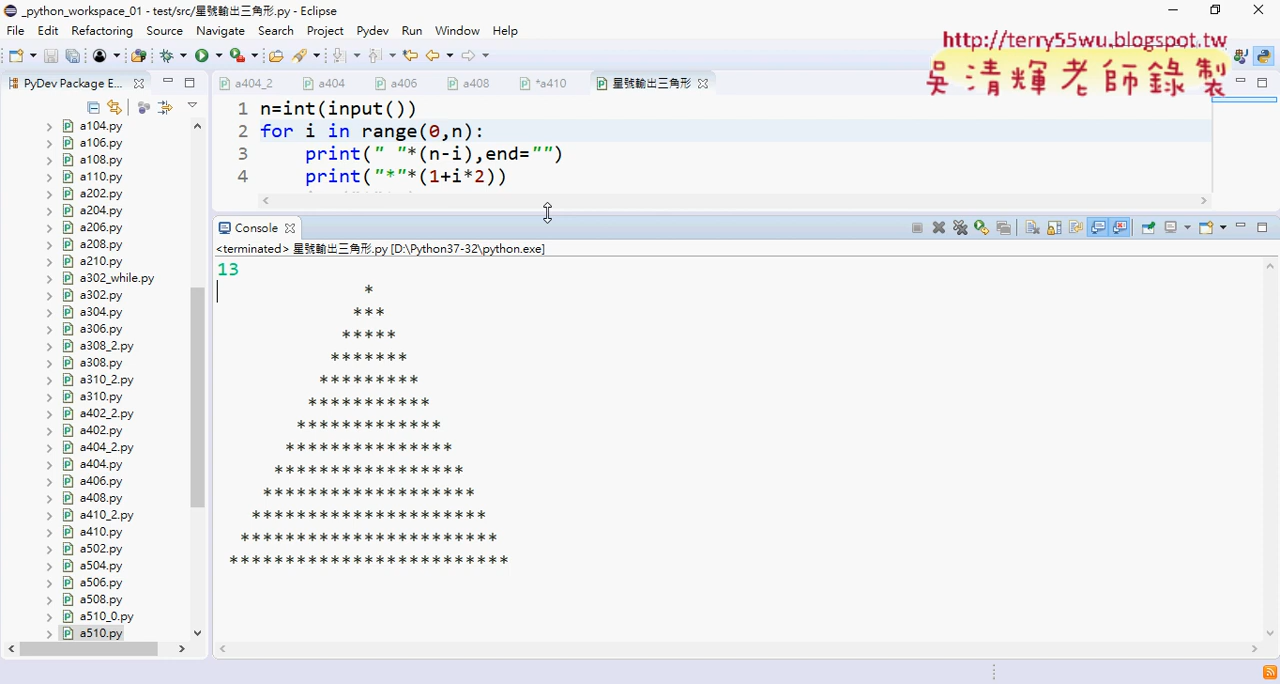 _python_workspace_01 - test/src/星號輸出三角形.py - Eclipse
File Edit Refactoring Source Navigate Search Project Pydev Run Window Help
http://terry55wu.blogspot.tw
吳清輝老師錄製
PyDev Package E...
a404_2 a404 a406 a408 *a410 星號輸出三角形
1 n=int(input())
2 for i in range(0,n):
3     print(" "*(n-i),end="")
4     print("*"*(1+i*2))
a104.py
a106.py
a108.py
a110.py
a202.py
a204.py
a206.py
a208.py
a210.py
a302_while.py
a302.py
a304.py
a306.py
a308_2.py
a308.py
a310_2.py
a310.py
a402_2.py
a402.py
a404_2.py
a404.py
a406.py
a408.py
a410_2.py
a410.py
a502.py
a504.py
a506.py
a508.py
a510_0.py
a510.py
Console
<terminated> 星號輸出三角形.py [D:\Python37-32\python.exe]
13
             *
            ***
           *****
          *******
         *********
        ***********
       *************
      ***************
     *****************
    *******************
   *********************
  ***********************
 *************************